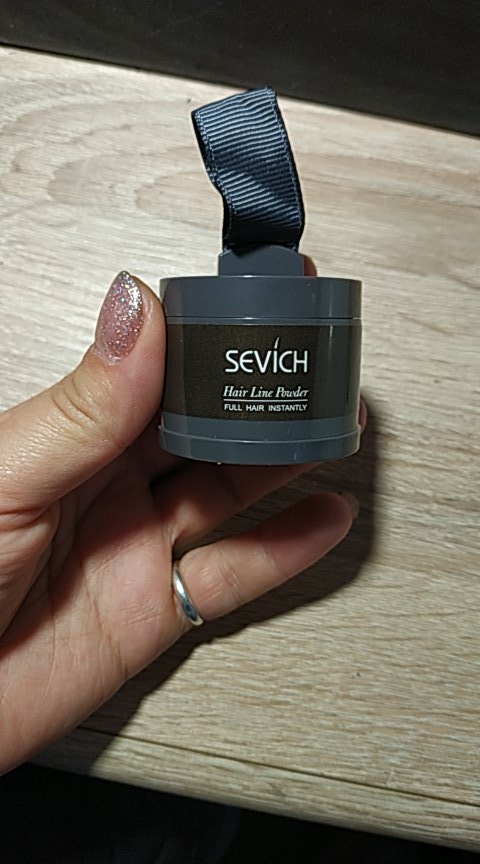 SEVICH
Hair Line Powder
FULL HAIR INSTANTLY